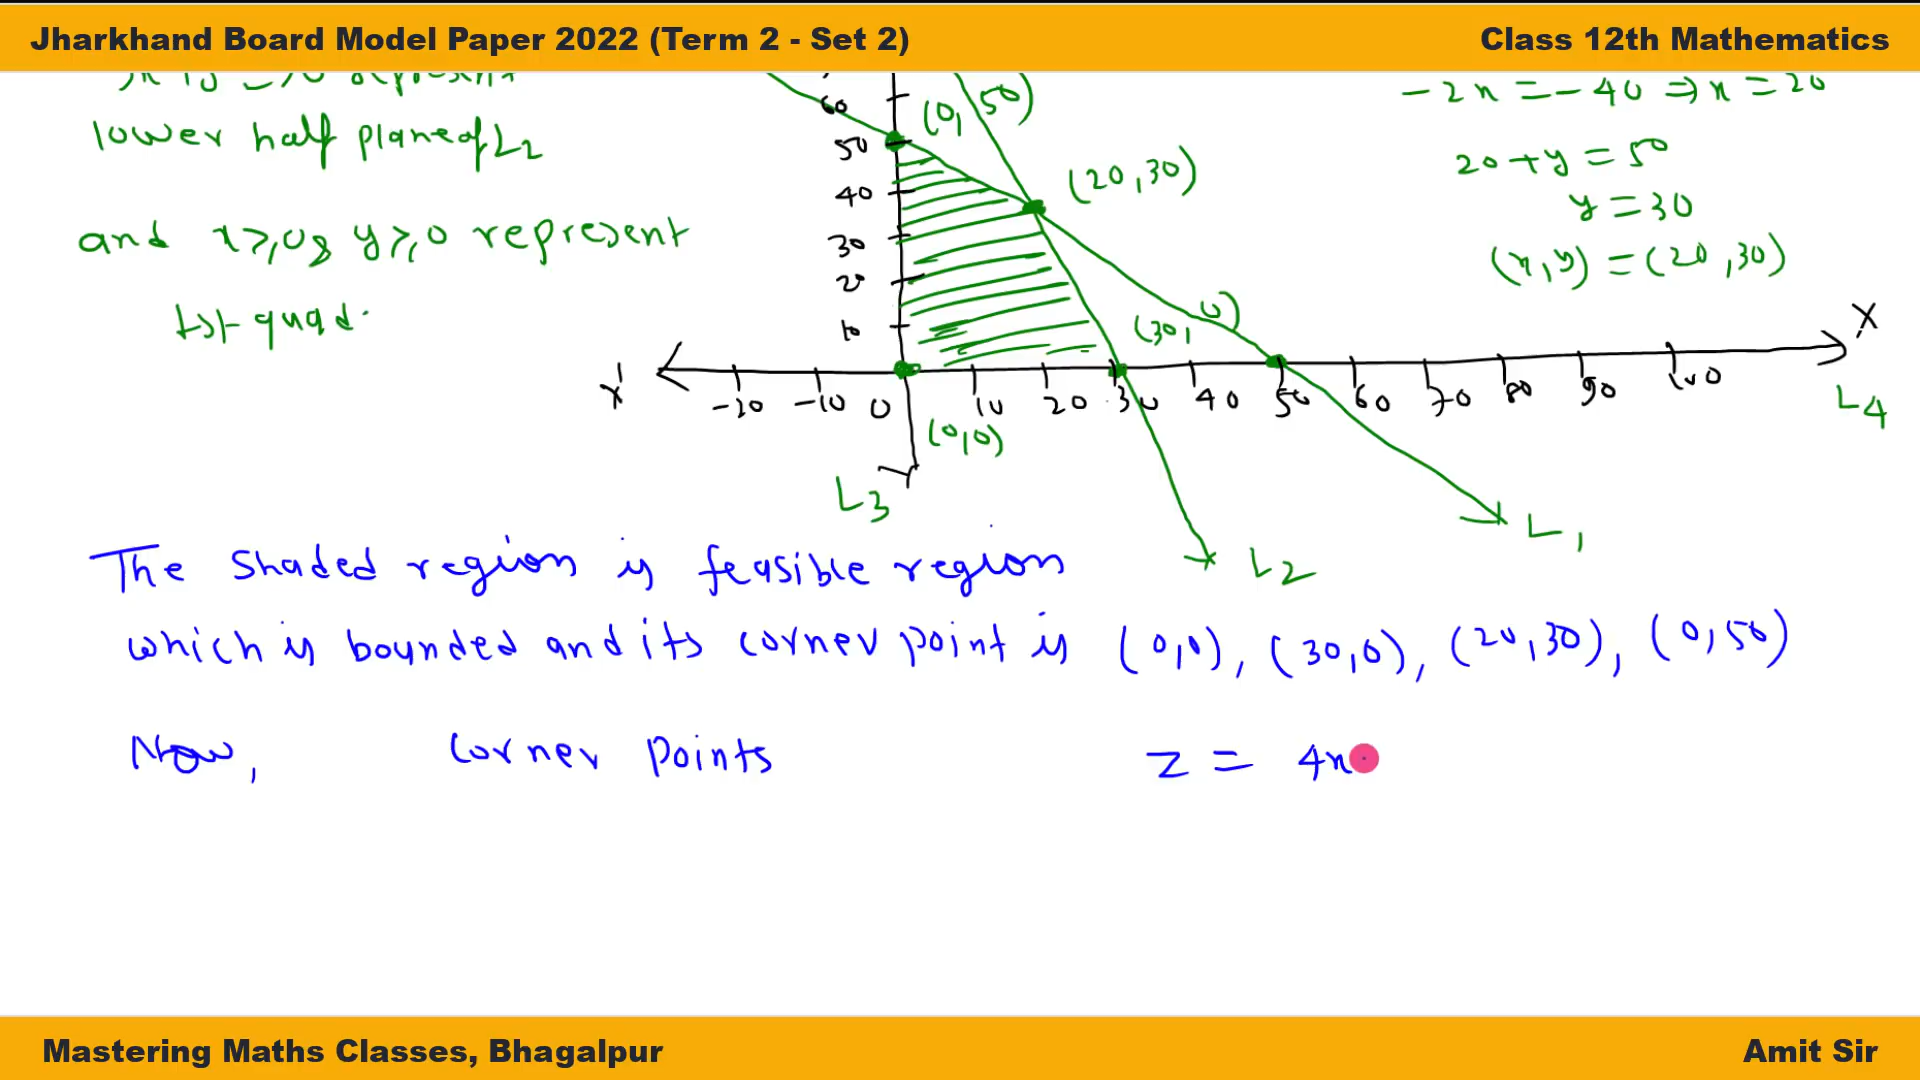 Jharkhand Board Model Paper 2022 (Term 2 - Set 2)
Class 12th Mathematics
lower half plane of L2
and x≥0 & y≥0 represent
Ist quad.
60
50
40
30
20
10
(0, 50)
(20, 30)
(30, 0)
(0,0)
X'
-20 -10 0 10 20 30 40 50 60 70 80 90 100
X
L4
L3
L2
L1
-2x = -40 ⇒ x = 20
20 + y = 50
y = 30
(x, y) = (20, 30)
The shaded region is feasible region
which is bounded and its corner point is (0,0), (30,0), (20,30), (0,50)
Now, Corner Points Z = 4x
Mastering Maths Classes, Bhagalpur
Amit Sir